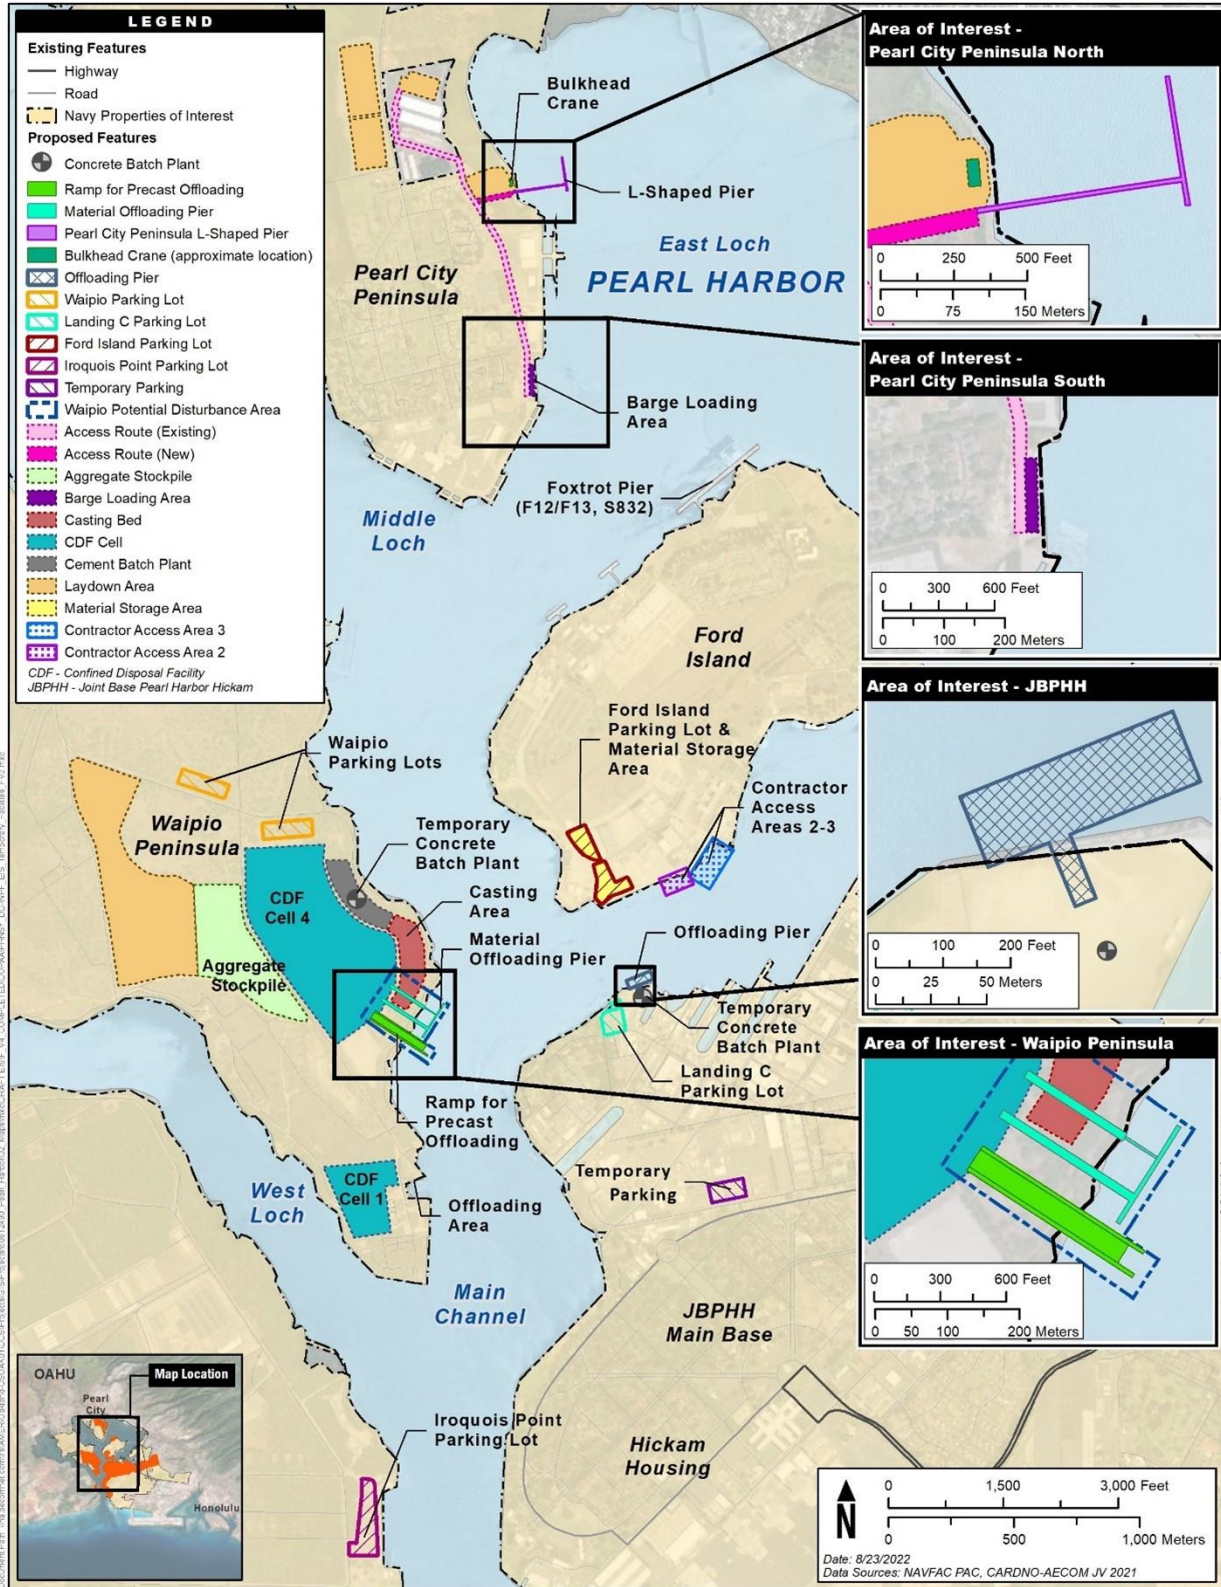 LEGEND
Existing Features
Highway
Road
Navy Properties of Interest
Proposed Features
Concrete Batch Plant
Ramp for Precast Offloading
Material Offloading Pier
Pearl City Peninsula L-Shaped Pier
Bulkhead Crane (approximate location)
Offloading Pier
Waipio Parking Lot
Landing C Parking Lot
Ford Island Parking Lot
Iroquois Point Parking Lot
Temporary Parking
Waipio Potential Disturbance Area
Access Route (Existing)
Access Route (New)
Aggregate Stockpile
Barge Loading Area
Casting Bed
CDF Cell
Cement Batch Plant
Laydown Area
Material Storage Area
Contractor Access Area 3
Contractor Access Area 2
CDF - Confined Disposal Facility
JBPHH - Joint Base Pearl Harbor Hickam
Bulkhead
Crane
L-Shaped Pier
East Loch
PEARL HARBOR
Pearl City
Peninsula
Barge Loading
Area
Foxtrot Pier
(F12/F13, S832)
Middle
Loch
Ford
Island
Ford Island
Parking Lot &
Material Storage
Area
Contractor
Access
Areas 2-3
Waipio
Parking Lots
Waipio
Peninsula
Temporary
Concrete
Batch Plant
CDF
Cell 4
Casting
Area
Material
Offloading Pier
Aggregate
Stockpile
Offloading Pier
Temporary
Concrete
Batch Plant
Landing C
Parking Lot
Ramp for
Precast
Offloading
Temporary
Parking
CDF
Cell 1
West
Loch
Offloading
Area
Main
Channel
JBPHH
Main Base
Iroquois Point
Parking Lot
Hickam
Housing
Area of Interest -
Pearl City Peninsula North
0 250 500 Feet
0 75 150 Meters
Area of Interest -
Pearl City Peninsula South
0 300 600 Feet
0 100 200 Meters
Area of Interest - JBPHH
0 100 200 Feet
0 25 50 Meters
Area of Interest - Waipio Peninsula
0 300 600 Feet
0 50 100 200 Meters
OAHU
Map Location
Pearl
City
Honolulu
N
0 1,500 3,000 Feet
0 500 1,000 Meters
Date: 8/23/2022
Data Sources: NAVFAC PAC, CARDNO-AECOM JV 2021